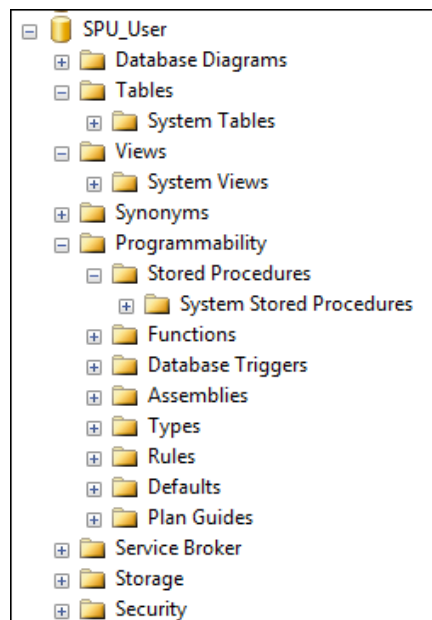 SPU_User
Database Diagrams
Tables
System Tables
Views
System Views
Synonyms
Programmability
Stored Procedures
System Stored Procedures
Functions
Database Triggers
Assemblies
Types
Rules
Defaults
Plan Guides
Service Broker
Storage
Security